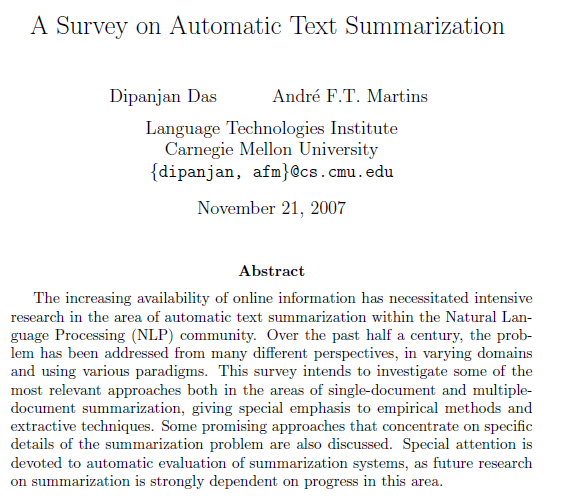 A Survey on Automatic Text Summarization
Dipanjan Das André F.T. Martins
Language Technologies Institute
Carnegie Mellon University
{dipanjan, afm}@cs.cmu.edu
November 21, 2007
Abstract
The increasing availability of online information has necessitated intensive
research in the area of automatic text summarization within the Natural Lan-
guage Processing (NLP) community. Over the past half a century, the prob-
lem has been addressed from many different perspectives, in varying domains
and using various paradigms. This survey intends to investigate some of the
most relevant approaches both in the areas of single-document and multiple-
document summarization, giving special emphasis to empirical methods and
extractive techniques. Some promising approaches that concentrate on specific
details of the summarization problem are also discussed. Special attention is
devoted to automatic evaluation of summarization systems, as future research
on summarization is strongly dependent on progress in this area.